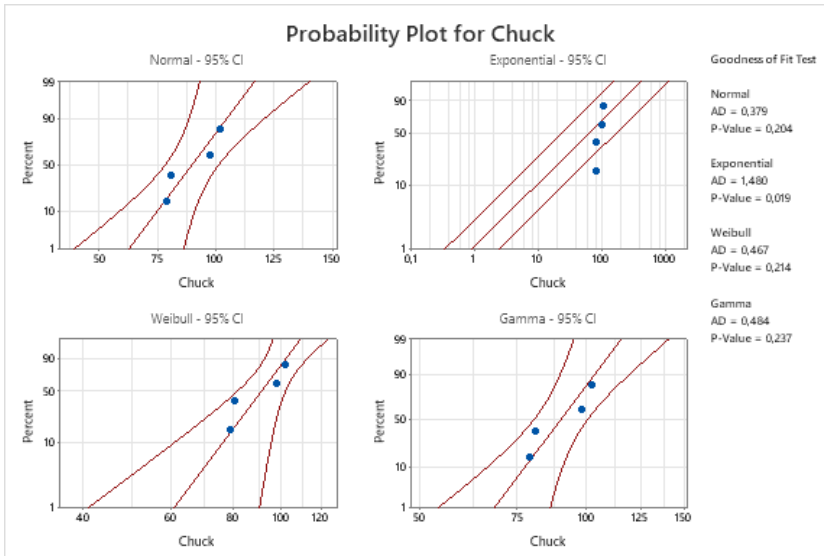 Probability Plot for Chuck
Normal - 95% CI
99
90
50
10
1
Percent
50
75
100
125
150
Chuck
Exponential - 95% CI
90
50
10
1
Percent
0,1
1
10
100
1000
Chuck
Goodness of Fit Test
Normal
AD = 0,379
P-Value = 0,204
Exponential
AD = 1,480
P-Value = 0,019
Weibull
AD = 0,467
P-Value = 0,214
Gamma
AD = 0,484
P-Value = 0,237
Weibull - 95% CI
90
50
10
1
Percent
40
60
80
100
120
Chuck
Gamma - 95% CI
99
90
50
10
1
Percent
50
75
100
125
150
Chuck